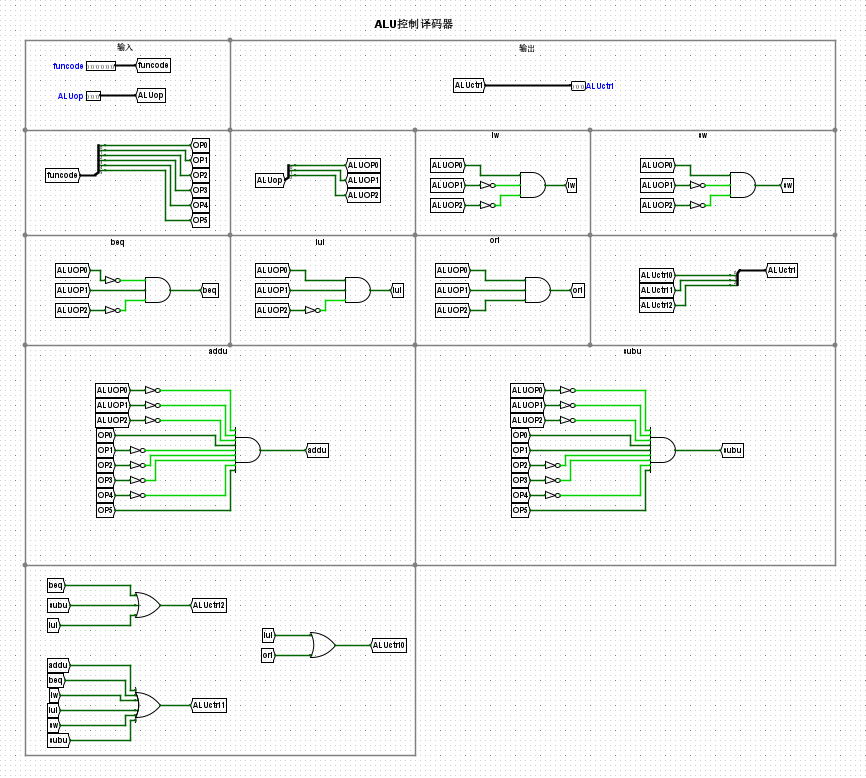 ALU控制译码器
输入
输出
funcode funcode
ALUop ALUop
ALUctrl ALUctrl
lw
sw
funcode
OP0
OP1
OP2
OP3
OP4
OP5
ALUop
ALUOP0
ALUOP1
ALUOP2
ALUOP0
ALUOP1
ALUOP2
lw
ALUOP0
ALUOP1
ALUOP2
sw
beq
lui
ori
ALUOP0
ALUOP1
ALUOP2
beq
ALUOP0
ALUOP1
ALUOP2
lui
ALUOP0
ALUOP1
ALUOP2
ori
ALUctrl0
ALUctrl1
ALUctrl2
ALUctrl
addu
subu
ALUOP0
ALUOP1
ALUOP2
OP0
OP1
OP2
OP3
OP4
OP5
addu
ALUOP0
ALUOP1
ALUOP2
OP0
OP1
OP2
OP3
OP4
OP5
subu
beq
subu
lui
ALUctrl2
lui
ori
ALUctrl0
addu
beq
lw
lui
sw
subu
ALUctrl1